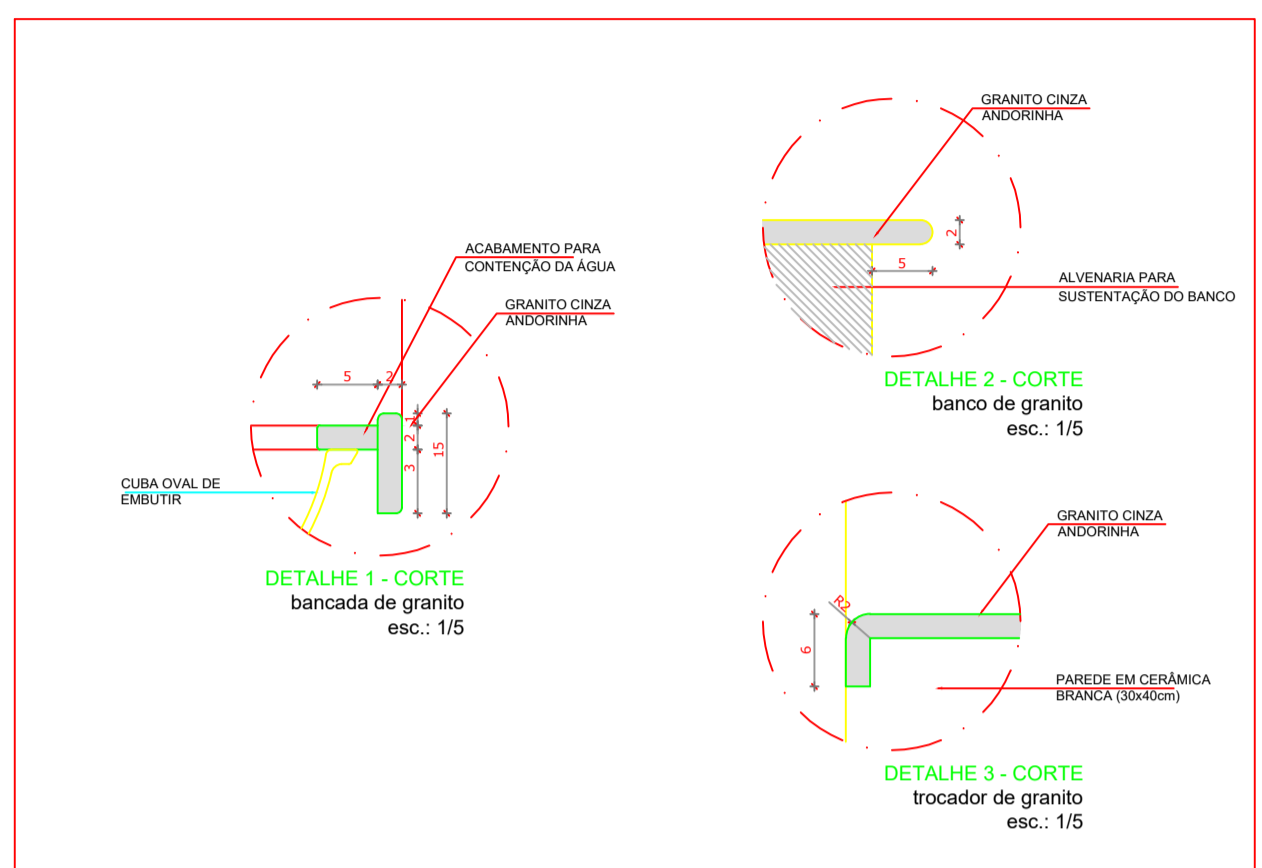 ACABAMENTO PARA
CONTENÇÃO DA ÁGUA
GRANITO CINZA
ANDORINHA
5
2
1
2
3
15
CUBA OVAL DE
EMBUTIR
DETALHE 1 - CORTE
bancada de granito
esc.: 1/5
GRANITO CINZA
ANDORINHA
2
5
ALVENARIA PARA
SUSTENTAÇÃO DO BANCO
DETALHE 2 - CORTE
banco de granito
esc.: 1/5
GRANITO CINZA
ANDORINHA
R2
6
PAREDE EM CERÂMICA
BRANCA (30x40cm)
DETALHE 3 - CORTE
trocador de granito
esc.: 1/5